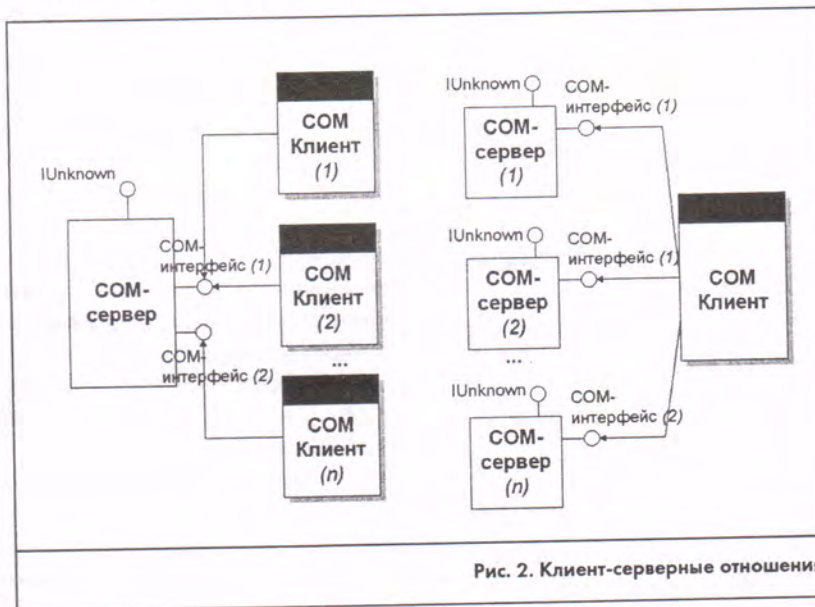 IUnknown
COM-
сервер
COM-
интерфейс (1)
COM-
интерфейс (2)
COM
Клиент
(1)
COM
Клиент
(2)
...
COM
Клиент
(n)
IUnknown
COM-
интерфейс (1)
COM-
сервер
(1)
IUnknown
COM-
интерфейс (1)
COM-
сервер
(2)
...
IUnknown
COM-
интерфейс (2)
COM-
сервер
(n)
COM
Клиент
Рис. 2. Клиент-серверные отношения